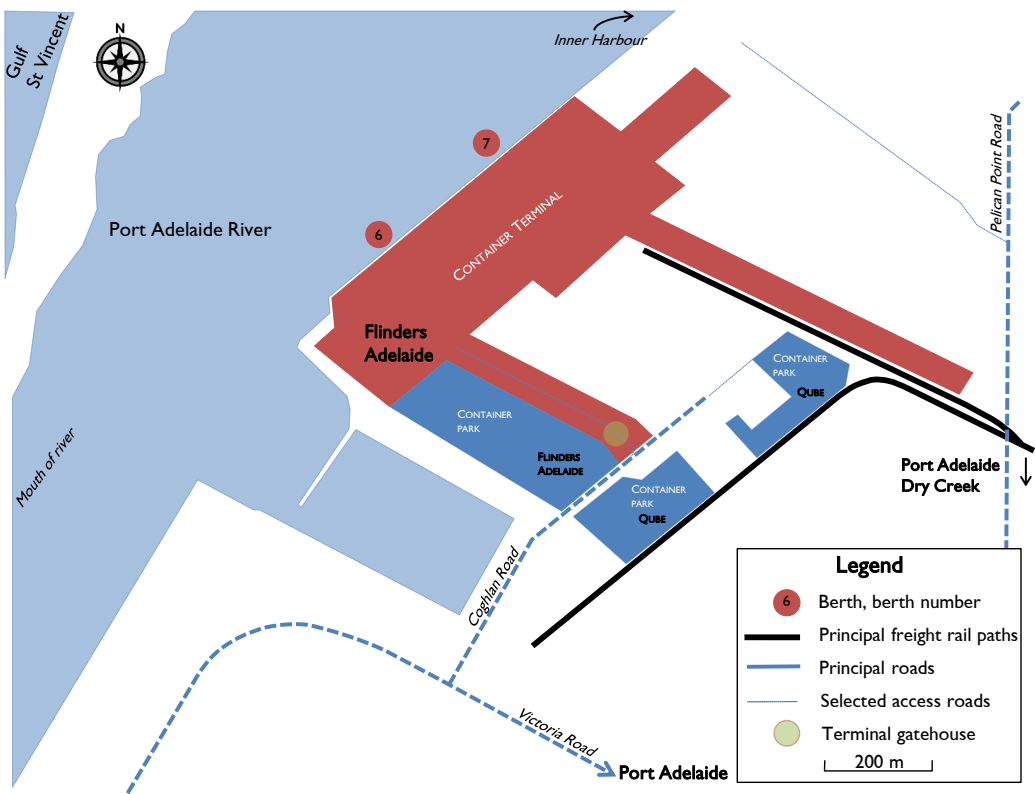 Gulf
St Vincent
N
Inner Harbour
7
Pelican Point Road
6
Port Adelaide River
CONTAINER TERMINAL
Flinders
Adelaide
CONTAINER
PARK
QUBE
CONTAINER
PARK
FLINDERS
ADELAIDE
Mouth of river
CONTAINER
PARK
QUBE
Port Adelaide
Dry Creek
Coghlan Road
Victoria Road
Port Adelaide
Legend
6 Berth, berth number
Principal freight rail paths
Principal roads
Selected access roads
Terminal gatehouse
200 m